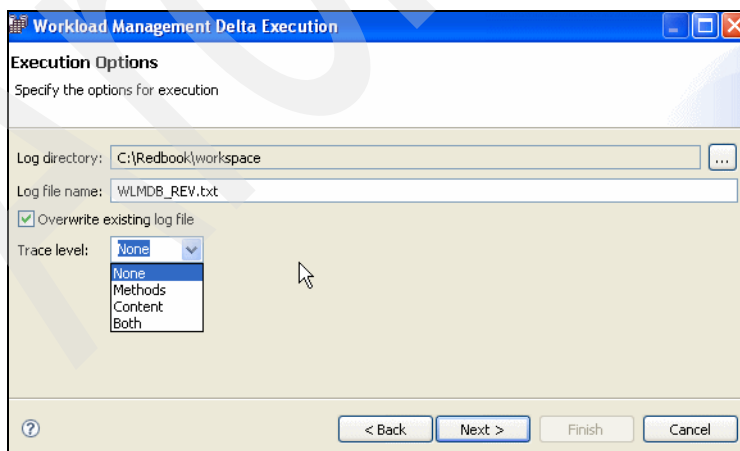 Workload Management Delta Execution
Execution Options
Specify the options for execution
Log directory: C:\Redbook\workspace ...
Log file name: WLMDB_REV.txt
Overwrite existing log file
Trace level: None
None
Methods
Content
Both
? < Back Next > Finish Cancel